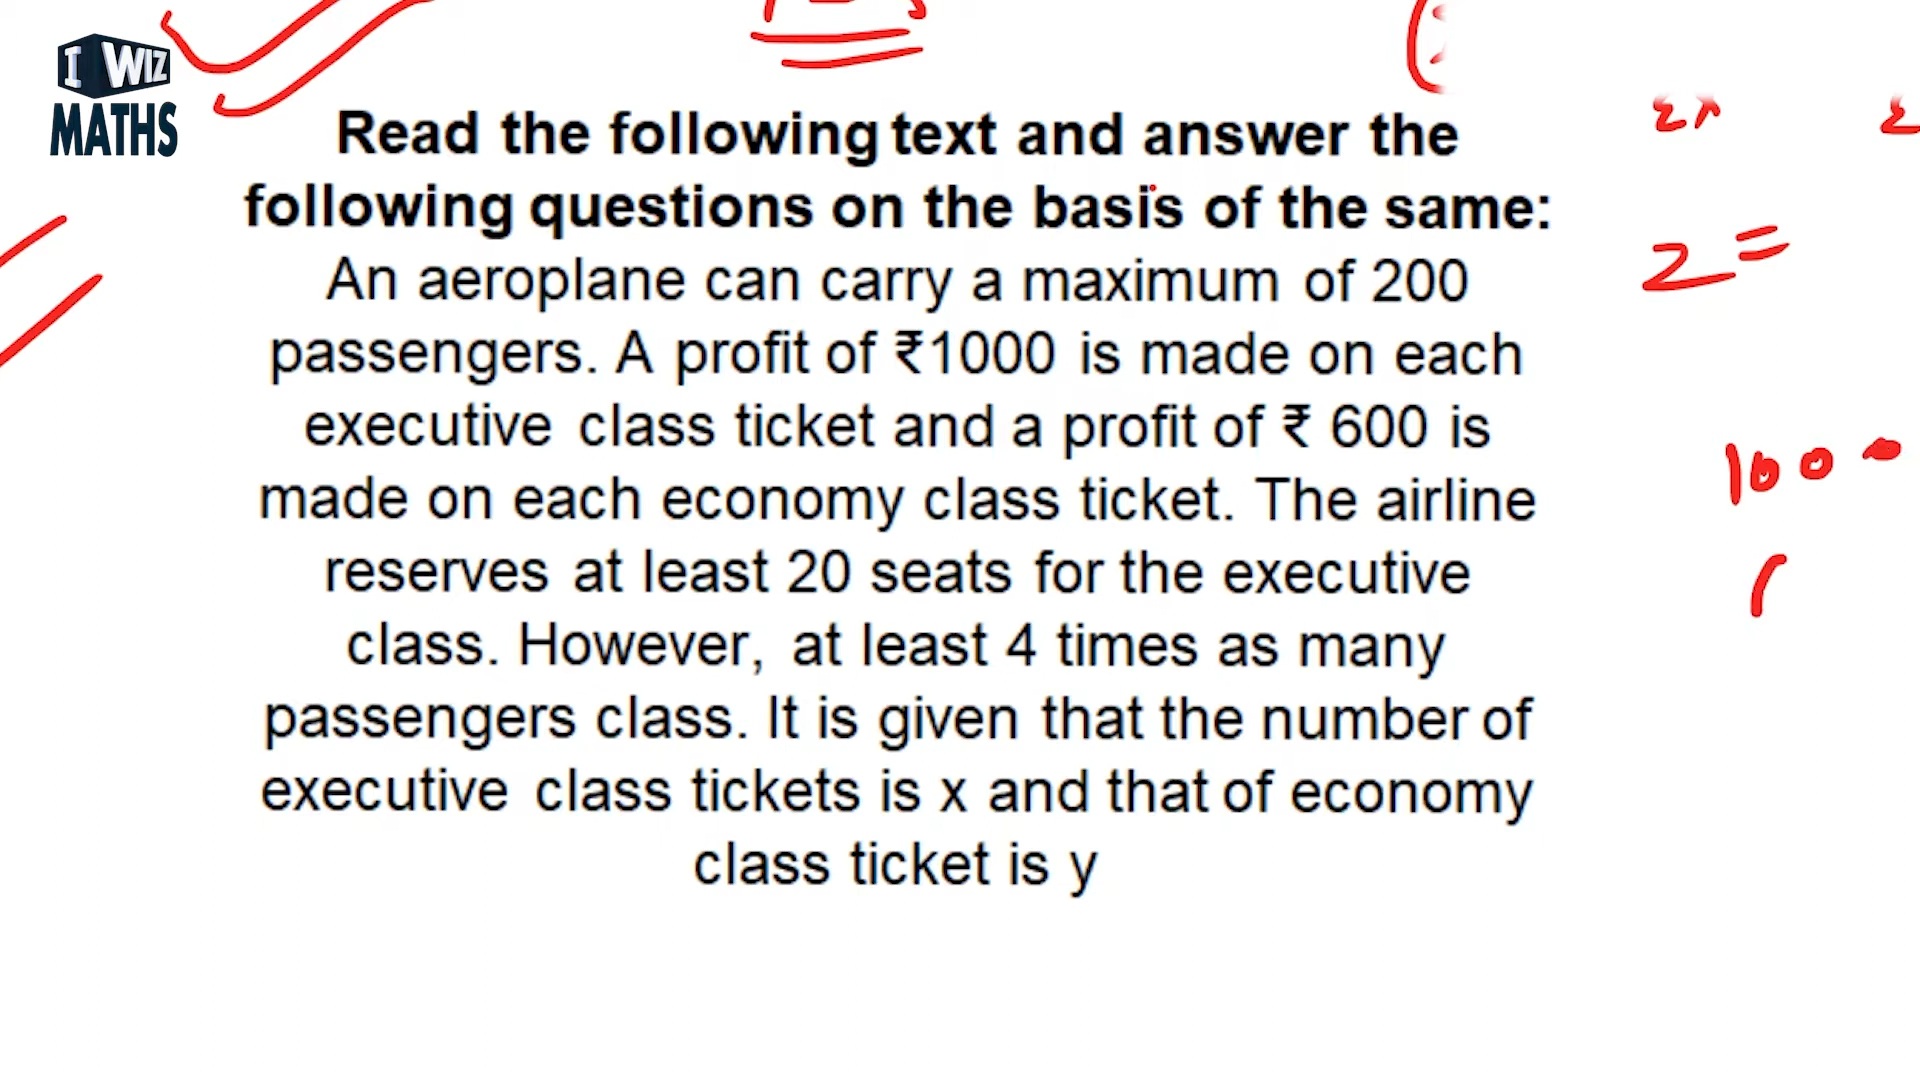 I WIZ
MATHS
Read the following text and answer the
following questions on the basis of the same:
An aeroplane can carry a maximum of 200
passengers. A profit of ₹1000 is made on each
executive class ticket and a profit of ₹ 600 is
made on each economy class ticket. The airline
reserves at least 20 seats for the executive
class. However, at least 4 times as many
passengers class. It is given that the number of
executive class tickets is x and that of economy
class ticket is y
2 =
1000